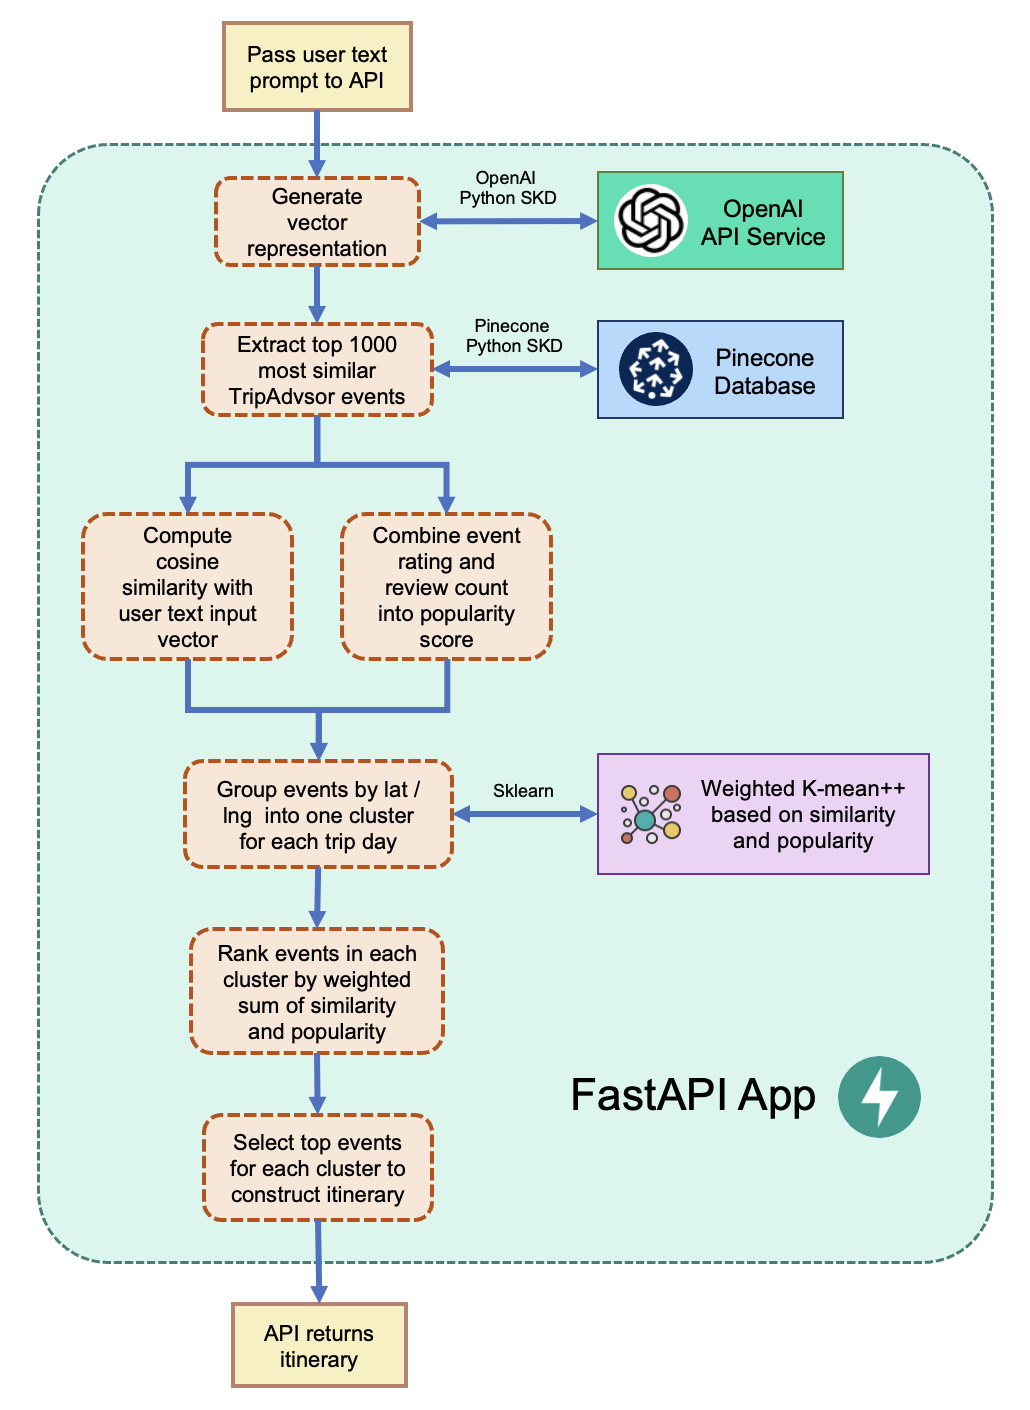 Pass user text
prompt to API
Generate
vector
representation
OpenAI
Python SKD
OpenAI
API Service
Extract top 1000
most similar
TripAdvsor events
Pinecone
Python SKD
Pinecone
Database
Compute
cosine
similarity with
user text input
vector
Combine event
rating and
review count
into popularity
score
Group events by lat /
lng into one cluster
for each trip day
Sklearn
Weighted K-mean++
based on similarity
and popularity
Rank events in each
cluster by weighted
sum of similarity
and popularity
FastAPI App
Select top events
for each cluster to
construct itinerary
API returns
itinerary